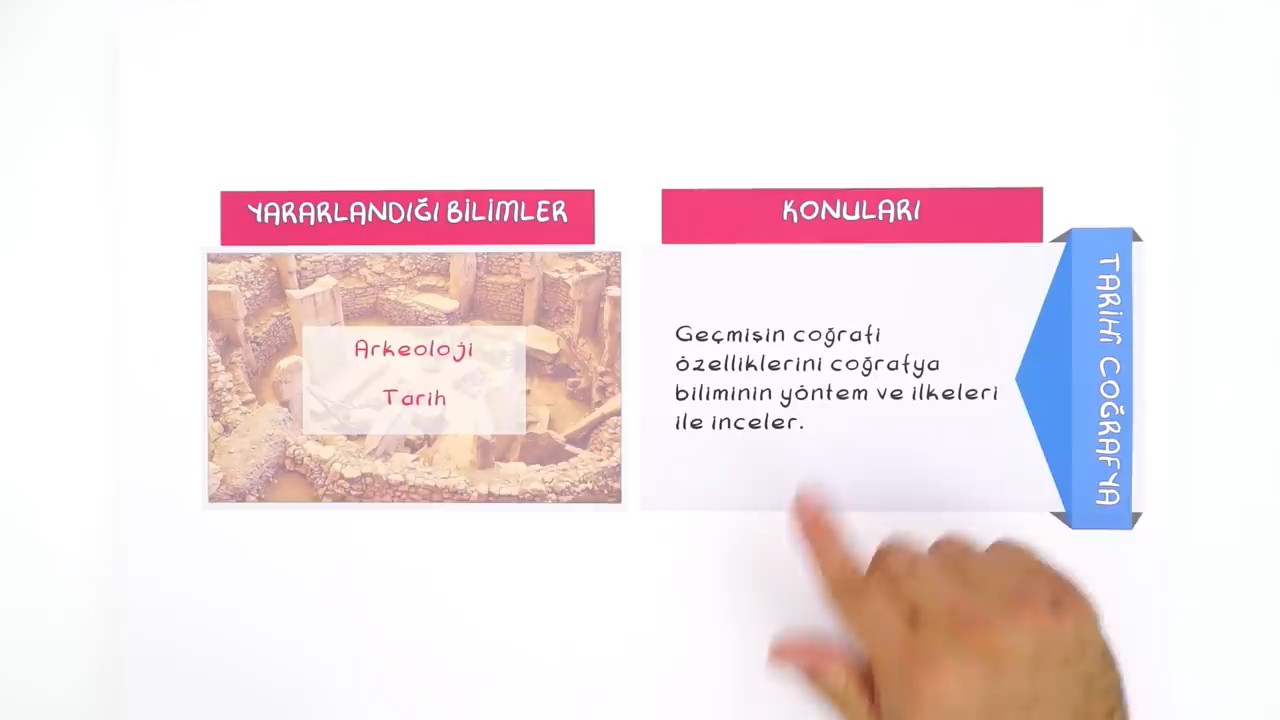 YARARLANDIĞI BİLİMLER
Arkeoloji
Tarih
KONULARI
Geçmişin coğrafi
özelliklerini coğrafya
biliminin yöntem ve ilkeleri
ile inceler.
TARİHİ COĞRAFYA